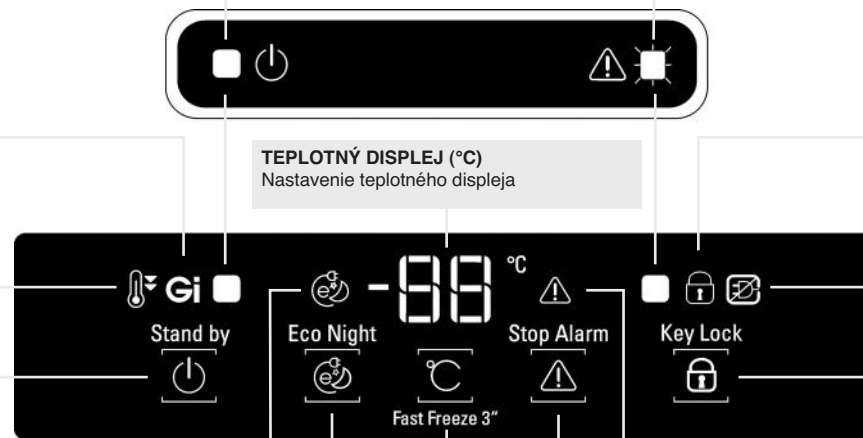 TEPLOTNÝ DISPLEJ (°C)
Nastavenie teplotného displeja
Gi -88 °C
Stand by Eco Night Stop Alarm Key Lock
°C
Fast Freeze 3“